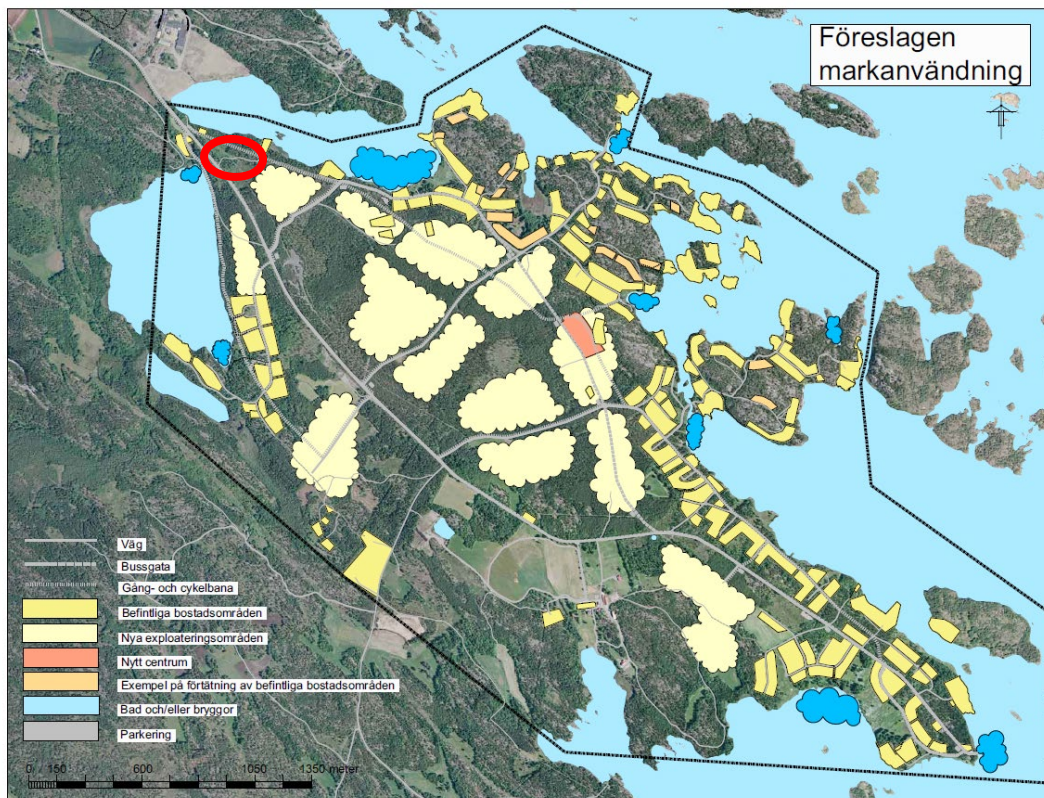 Föreslagen
markanvändning
Väg
Bussgata
Gång- och cykelbana
Befintliga bostadsområden
Nya exploateringsområden
Nytt centrum
Exempel på förtätning av befintliga bostadsområden
Bad och/eller bryggor
Parkering
0 150 600 1050 1350 meter